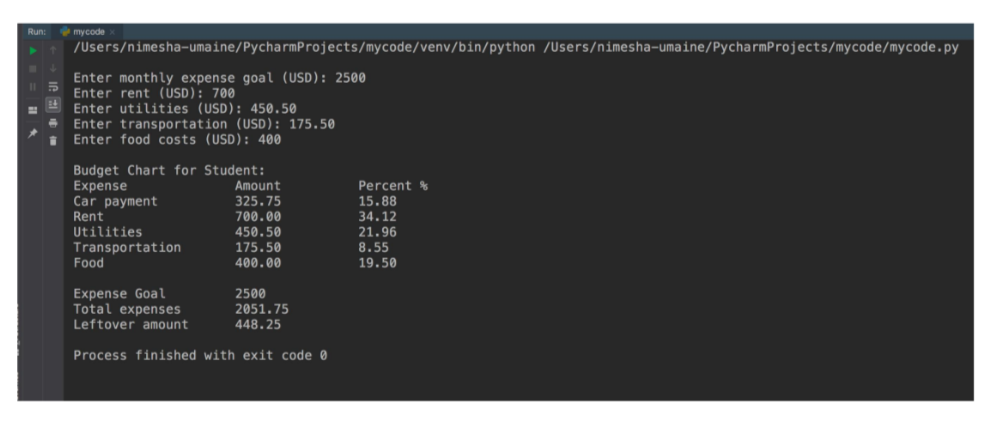 Run: mycode ×
/Users/nimesha-umaine/PycharmProjects/mycode/venv/bin/python /Users/nimesha-umaine/PycharmProjects/mycode/mycode.py
Enter monthly expense goal (USD): 2500
Enter rent (USD): 700
Enter utilities (USD): 450.50
Enter transportation (USD): 175.50
Enter food costs (USD): 400
Budget Chart for Student:
Expense Amount Percent %
Car payment 325.75 15.88
Rent 700.00 34.12
Utilities 450.50 21.96
Transportation 175.50 8.55
Food 400.00 19.50
Expense Goal 2500
Total expenses 2051.75
Leftover amount 448.25
Process finished with exit code 0